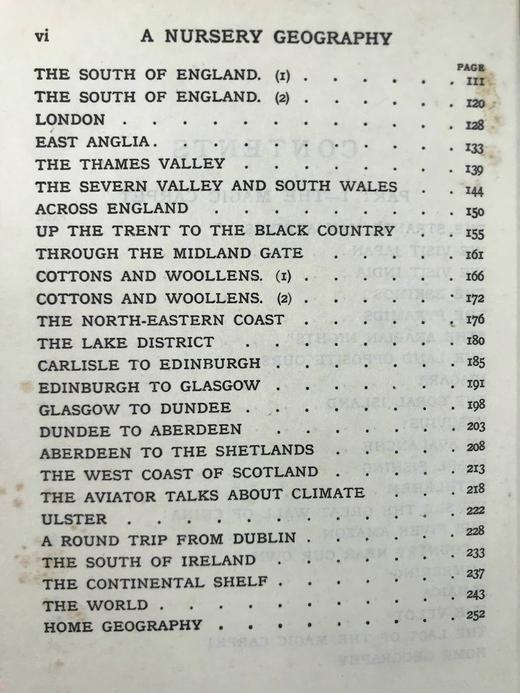 vi A NURSERY GEOGRAPHY
PAGE
THE SOUTH OF ENGLAND. (1) . . . . . . 111
THE SOUTH OF ENGLAND. (2) . . . . . . 120
LONDON . . . . . . . . . . . . 128
EAST ANGLIA. . . . . . . . . . . 133
THE THAMES VALLEY . . . . . . . . 139
THE SEVERN VALLEY AND SOUTH WALES . . 144
ACROSS ENGLAND . . . . . . . . 150
UP THE TRENT TO THE BLACK COUNTRY . . 155
THROUGH THE MIDLAND GATE . . . . . 161
COTTONS AND WOOLLENS. (1) . . . . . . 166
COTTONS AND WOOLLENS. (2) . . . . . . 172
THE NORTH-EASTERN COAST . . . . . . 176
THE LAKE DISTRICT . . . . . . . . 180
CARLISLE TO EDINBURGH . . . . . . 185
EDINBURGH TO GLASGOW . . . . . . 191
GLASGOW TO DUNDEE . . . . . . . 198
DUNDEE TO ABERDEEN . . . . . . . 203
ABERDEEN TO THE SHETLANDS . . . . . 208
THE WEST COAST OF SCOTLAND . . . . . 213
THE AVIATOR TALKS ABOUT CLIMATE . . . 218
ULSTER . . . . . . . . . . . 222
A ROUND TRIP FROM DUBLIN . . . . . . 228
THE SOUTH OF IRELAND . . . . . . . 233
THE CONTINENTAL SHELF . . . . . . . 237
THE WORLD . . . . . . . . . . 243
HOME GEOGRAPHY . . . . . . . . 252